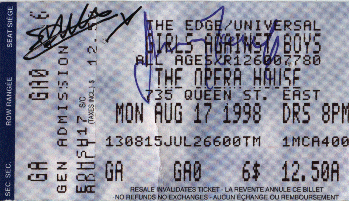 SEAT/SIEGE
ROW/RANGEE
SEC. SEC.
GA0
GA
GEN ADMISSION
THE EDGE/UNIVERSAL
GIRLS AGAINST BOYS
ALL AGES
THE OPERA HOUSE
735 QUEEN ST. EAST
MON AUG 17 1998 DRS 8PM
130815JUL26600TM 1MCA400
GA GA0 6$ 12.50A
RESALE INVALIDATES TICKET - LA REVENTE ANNULE CE BILLET
NO REFUNDS NO EXCHANGES - AUCUN ÉCHANGE OU REMBOURSEMENT